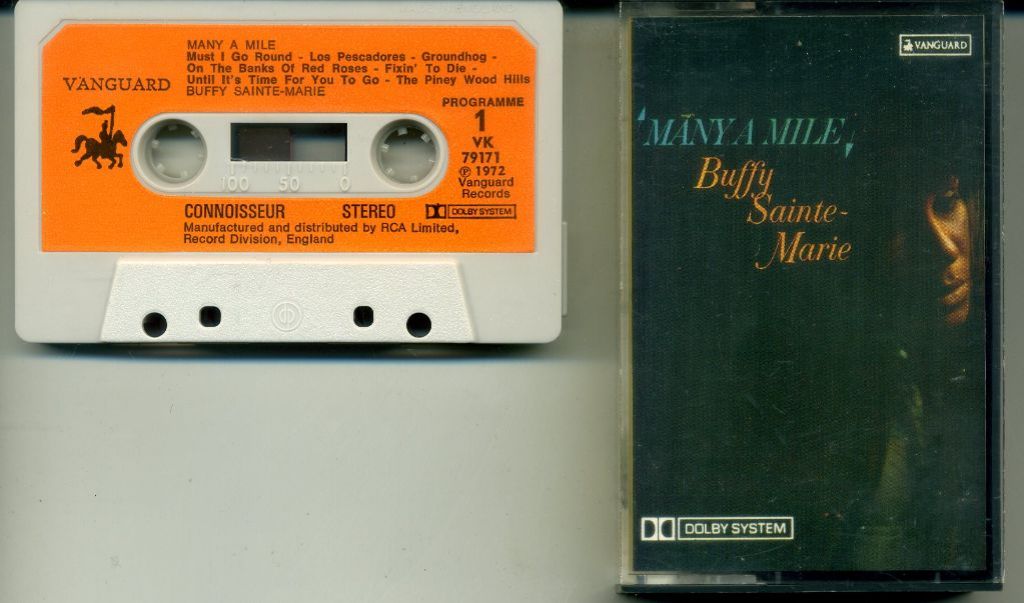 MADE IN ENGLAND
MANY A MILE
Must I Go Round - Los Pescadores - Groundhog -
On The Banks Of Red Roses - Fixin' To Die -
Until It's Time For You To Go - The Piney Wood Hills
BUFFY SAINTE-MARIE
VANGUARD
PROGRAMME
1
VK
79171
℗ 1972
Vanguard
Records
100 50 0
CONNOISSEUR STEREO DOLBY SYSTEM
Manufactured and distributed by RCA Limited,
Record Division, England
VANGUARD
'MANY A MILE,
Buffy
Sainte-
Marie
DOLBY SYSTEM